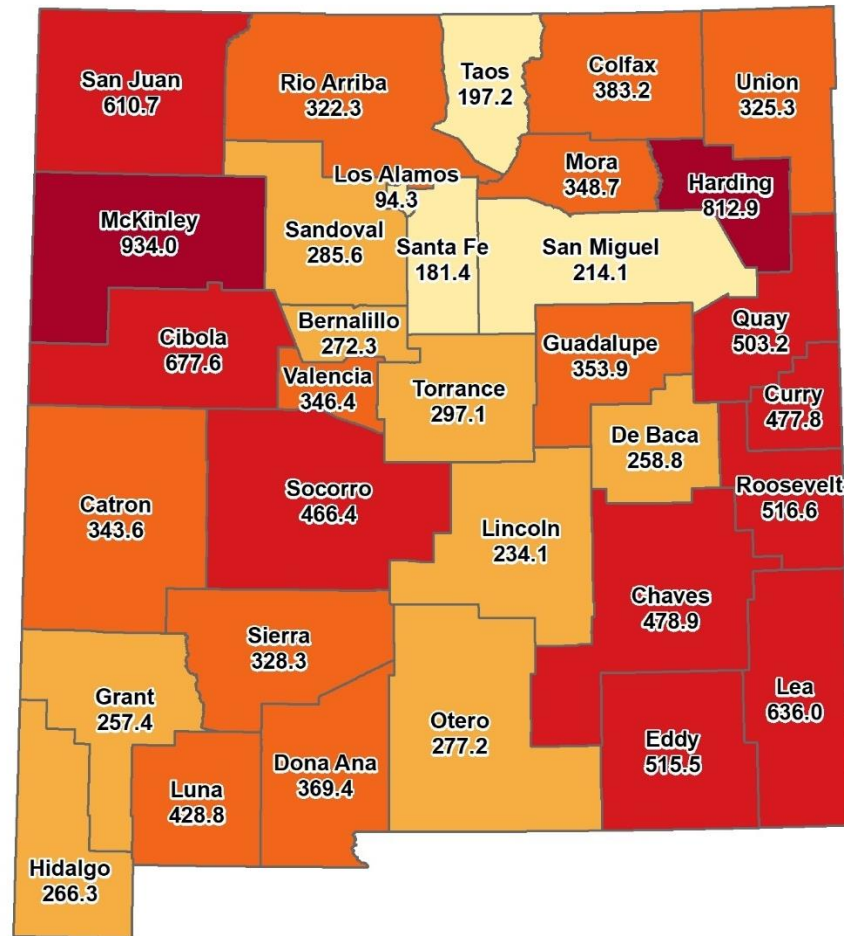 San Juan
610.7
Rio Arriba
322.3
Taos
197.2
Colfax
383.2
Union
325.3
Los Alamos
94.3
Mora
348.7
Harding
812.9
McKinley
934.0
Sandoval
285.6
Santa Fe
181.4
San Miguel
214.1
Cibola
677.6
Bernalillo
272.3
Valencia
346.4
Torrance
297.1
Guadalupe
353.9
Quay
503.2
Curry
477.8
De Baca
258.8
Roosevelt
516.6
Catron
343.6
Socorro
466.4
Lincoln
234.1
Chaves
478.9
Sierra
328.3
Grant
257.4
Otero
277.2
Lea
636.0
Eddy
515.5
Luna
428.8
Dona Ana
369.4
Hidalgo
266.3